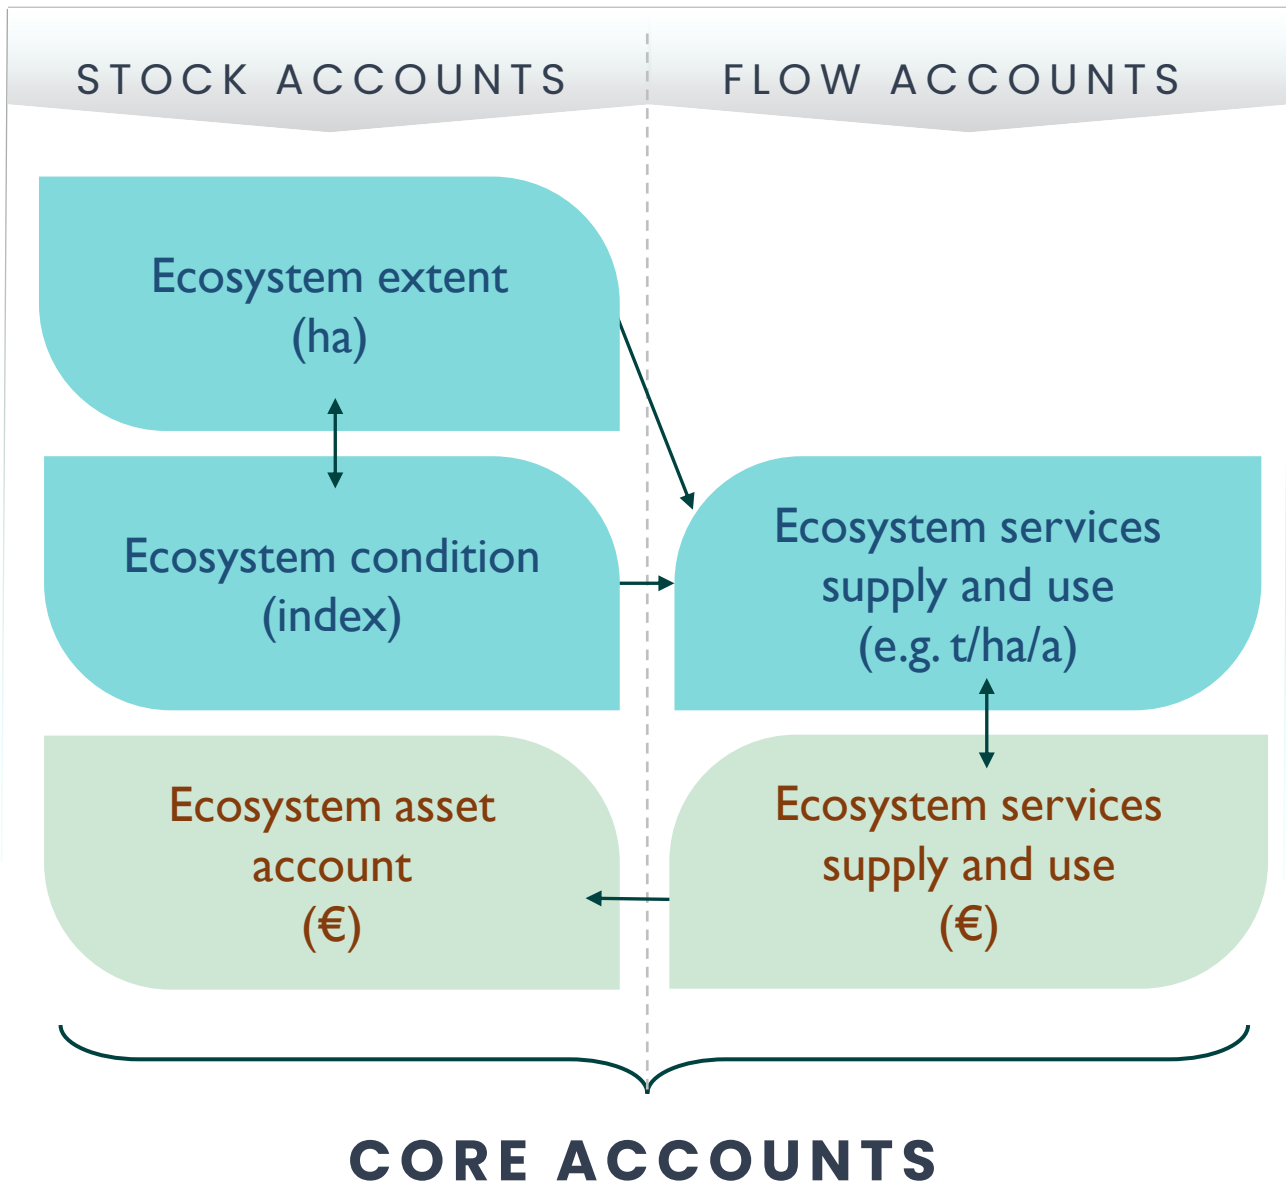 STOCK ACCOUNTS
FLOW ACCOUNTS
Ecosystem extent
(ha)
Ecosystem condition
(index)
Ecosystem services
supply and use
(e.g. t/ha/a)
Ecosystem asset
account
(€)
Ecosystem services
supply and use
(€)
CORE ACCOUNTS